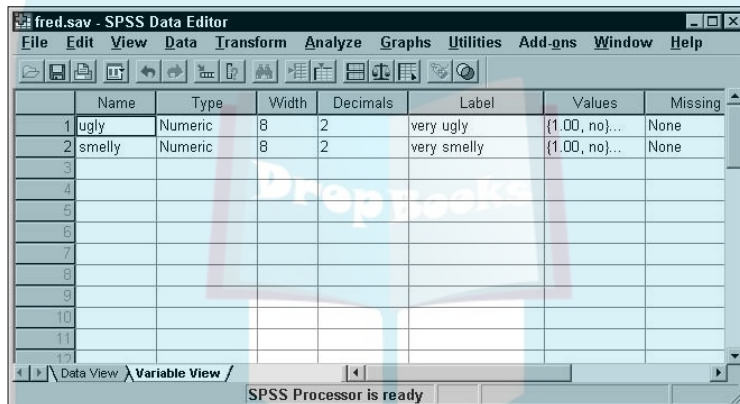 fred.sav - SPSS Data Editor
File Edit View Data Transform Analyze Graphs Utilities Add-ons Window Help
Name Type Width Decimals Label Values Missing
1 ugly Numeric 8 2 very ugly {1.00, no}... None
2 smelly Numeric 8 2 very smelly {1.00, no}... None
3
4
5
6
7
8
9
10
11
12
Drop Books
Data View Variable View
SPSS Processor is ready